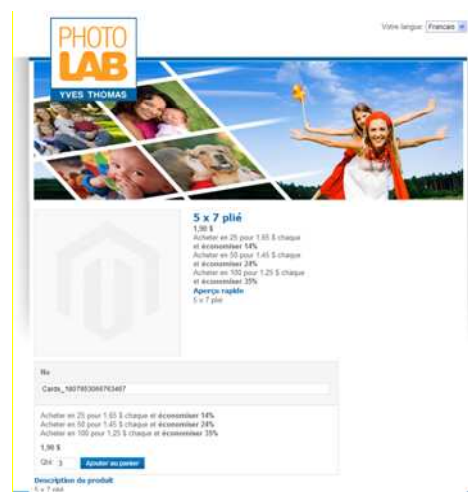 PHOTO
LAB
YVES THOMAS
Votre langue: Français
5 x 7 plié
1,90 $
Acheter en 25 pour 1.65 $ chaque
et économiser 14%
Acheter en 50 pour 1.45 $ chaque
et économiser 24%
Acheter en 100 pour 1.25 $ chaque
et économiser 35%
Aperçu rapide
5 x 7 plié
Acheter en 25 pour 1.65 $ chaque et économiser 14%
Acheter en 50 pour 1.45 $ chaque et économiser 24%
Acheter en 100 pour 1.25 $ chaque et économiser 35%
1,90 $
Qté: 3 Ajouter au panier
Description du produit
5 x 7 plié